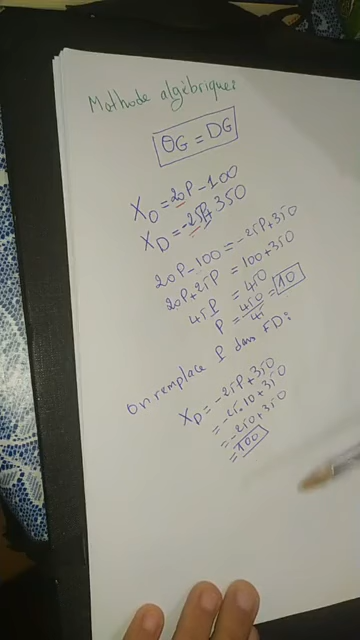 Methode algébrique:
OG = DG
XO = 20P - 100
XD = -25P + 350
20P - 100 = -25P + 350
20P + 25P = 100 + 350
45P = 450
P = 450/45 = 10
On remplace P dans FD:
XD = -25P + 350
= -25.10 + 350
= -250 + 350
= 100